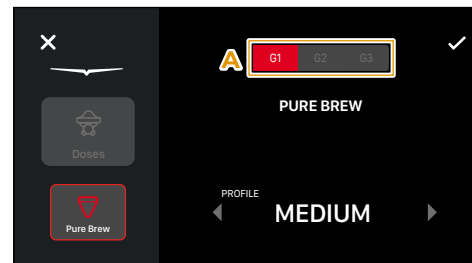 A
G1 G2 G3
PURE BREW
Doses
Pure Brew
PROFILE
MEDIUM